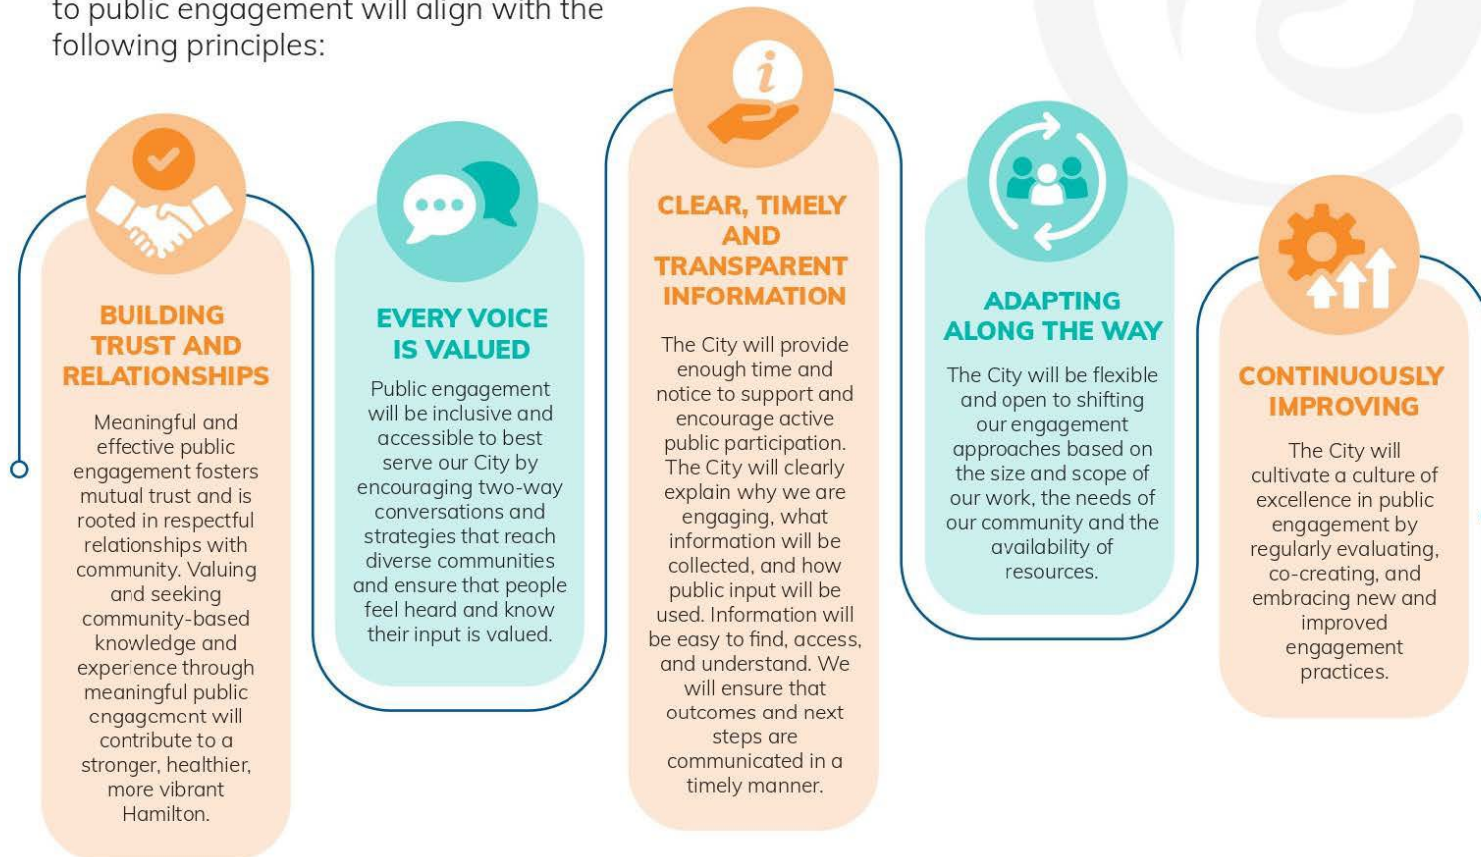 to public engagement will align with the
following principles:
BUILDING
TRUST AND
RELATIONSHIPS
Meaningful and
effective public
engagement fosters
mutual trust and is
rooted in respectful
relationships with
community. Valuing
and seeking
community-based
knowledge and
experience through
meaningful public
engagement will
contribute to a
stronger, healthier,
more vibrant
Hamilton.
EVERY VOICE
IS VALUED
Public engagement
will be inclusive and
accessible to best
serve our City by
encouraging two-way
conversations and
strategies that reach
diverse communities
and ensure that people
feel heard and know
their input is valued.
i
CLEAR, TIMELY
AND
TRANSPARENT
INFORMATION
The City will provide
enough time and
notice to support and
encourage active
public participation.
The City will clearly
explain why we are
engaging, what
information will be
collected, and how
public input will be
used. Information will
be easy to find, access,
and understand. We
will ensure that
outcomes and next
steps are
communicated in a
timely manner.
ADAPTING
ALONG THE WAY
The City will be flexible
and open to shifting
our engagement
approaches based on
the size and scope of
our work, the needs of
our community and the
availability of
resources.
CONTINUOUSLY
IMPROVING
The City will
cultivate a culture of
excellence in public
engagement by
regularly evaluating,
co-creating, and
embracing new and
improved
engagement
practices.